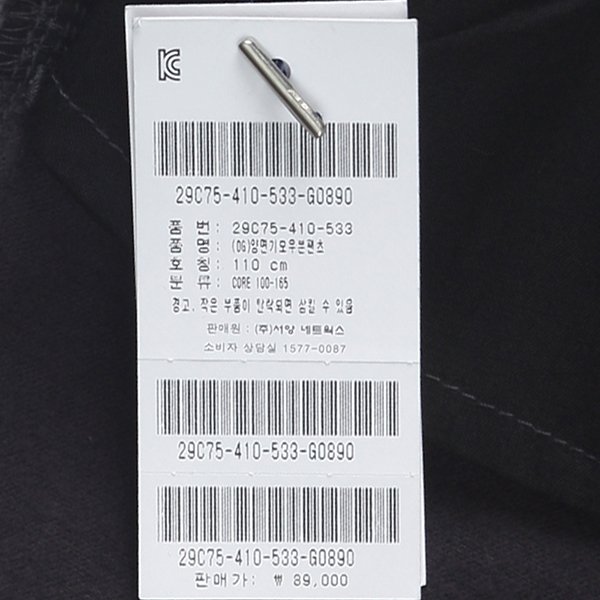 29C75-410-533-G0890
품 번: 29C75-410-533
품 명: (OG)양면기모우븐팬츠
호 칭: 110 cm
분 류: CORE 100-165
경고. 작은 부품이 탄락되면 삼킬 수 있음
판매원 : (주)서양 네트웍스
소비자 상담실 1577-0087
29C75-410-533-G0890
29C75-410-533-G0890
판매가: ₩ 89,000